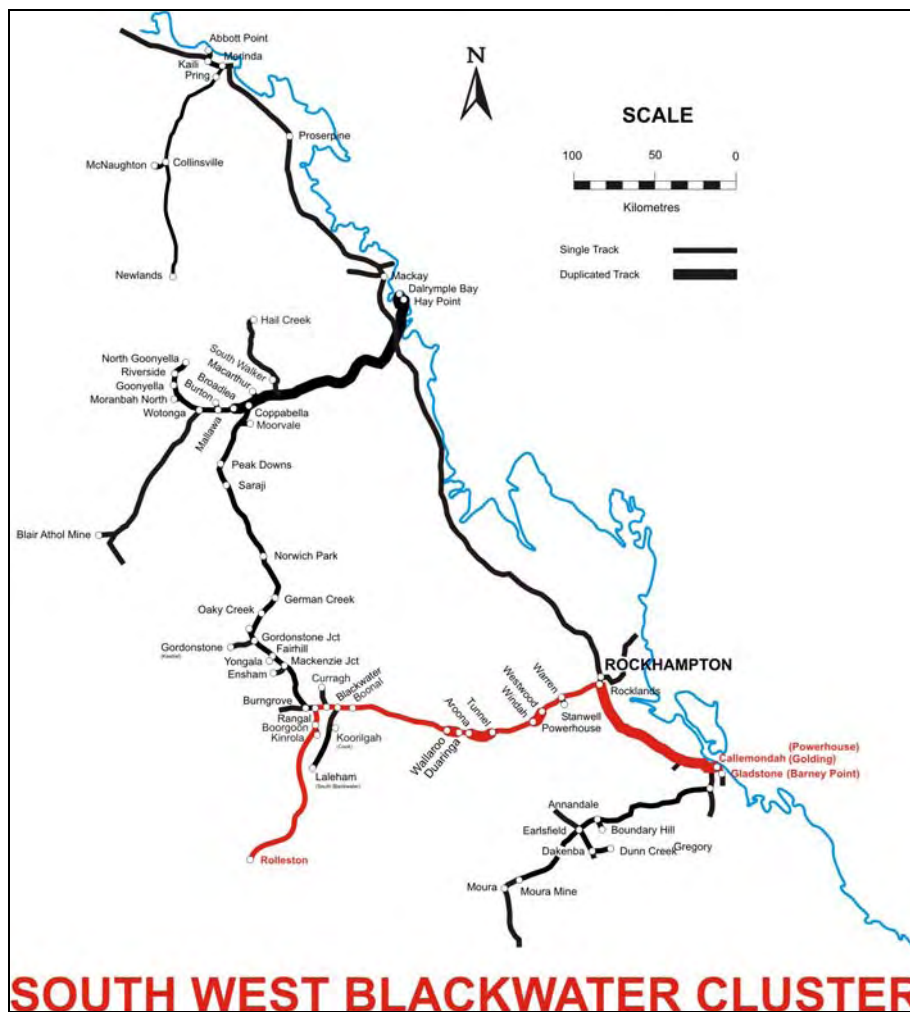 Abbott Point
Kaili
Merinda
Pring
N
SCALE
100 50 0
Kilometres
Single Track
Duplicated Track
Proserpine
McNaughton
Collinsville
Newlands
Mackay
Dalrymple Bay
Hay Point
Hail Creek
North Goonyella
Riverside
Goonyella
Moranbah North
Wotonga
South Walker
Macarthur
Broadlea
Burton
Mallawa
Coppabella
Moorvale
Peak Downs
Saraji
Blair Athol Mine
Norwich Park
German Creek
Oaky Creek
Gordonstone Jct
Gordonstone
Fairhill
Yongala
Mackenzie Jct
Ensham
Curragh
Blackwater
Boonal
Burngrove
Rangal
Boorgoon
Kinrola
Koorilgah
(Cook)
Laleham
(South Blackwater)
Rolleston
Wallaroo
Duaringa
Aroona
Tunnel
Windah
Westwood
Warren
Stanwell
Powerhouse
ROCKHAMPTON
Rocklands
(Powerhouse)
Callemondah (Golding)
Gladstone (Barney Point)
Annandale
Earlsfield
Boundary Hill
Dakenba
Dunn Creek
Gregory
Moura
Moura Mine
SOUTH WEST BLACKWATER CLUSTER